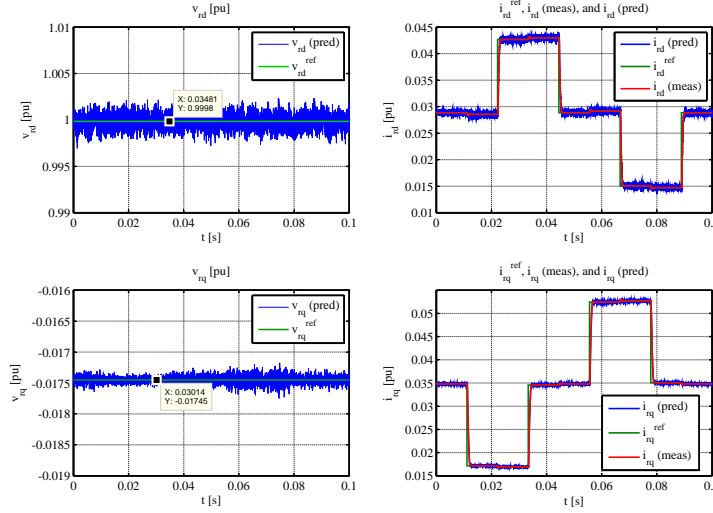 v_rd [pu]
1.01
1.005
1
0.995
0.99
v_rd [pu]
v_rd (pred)
v_rd^ref
X: 0.03481
Y: 0.9998
0 0.02 0.04 0.06 0.08 0.1
t [s]
i_rd^ref, i_rd (meas), and i_rd (pred)
0.045
0.04
0.035
0.03
0.025
0.02
0.015
0.01
i_rd [pu]
i_rd (pred)
i_rd^ref
i_rd (meas)
0 0.02 0.04 0.06 0.08 0.1
t [s]
v_rq [pu]
-0.016
-0.0165
-0.017
-0.0175
-0.018
-0.0185
-0.019
v_rq [pu]
v_rq (pred)
v_rq^ref
X: 0.03014
Y: -0.01745
0 0.02 0.04 0.06 0.08 0.1
t [s]
i_rq^ref, i_rq (meas), and i_rq (pred)
0.05
0.045
0.04
0.035
0.03
0.025
0.02
0.015
i_rq [pu]
i_rq (pred)
i_rq^ref
i_rq (meas)
0 0.02 0.04 0.06 0.08 0.1
t [s]